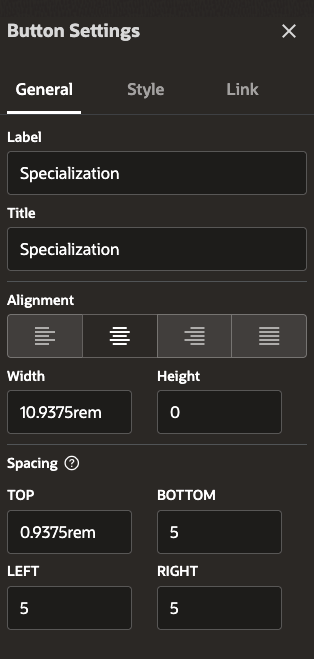 Button Settings
General Style Link
Label
Specialization
Title
Specialization
Alignment
Width Height
10.9375rem 0
Spacing ?
TOP BOTTOM
0.9375rem 5
LEFT RIGHT
5 5